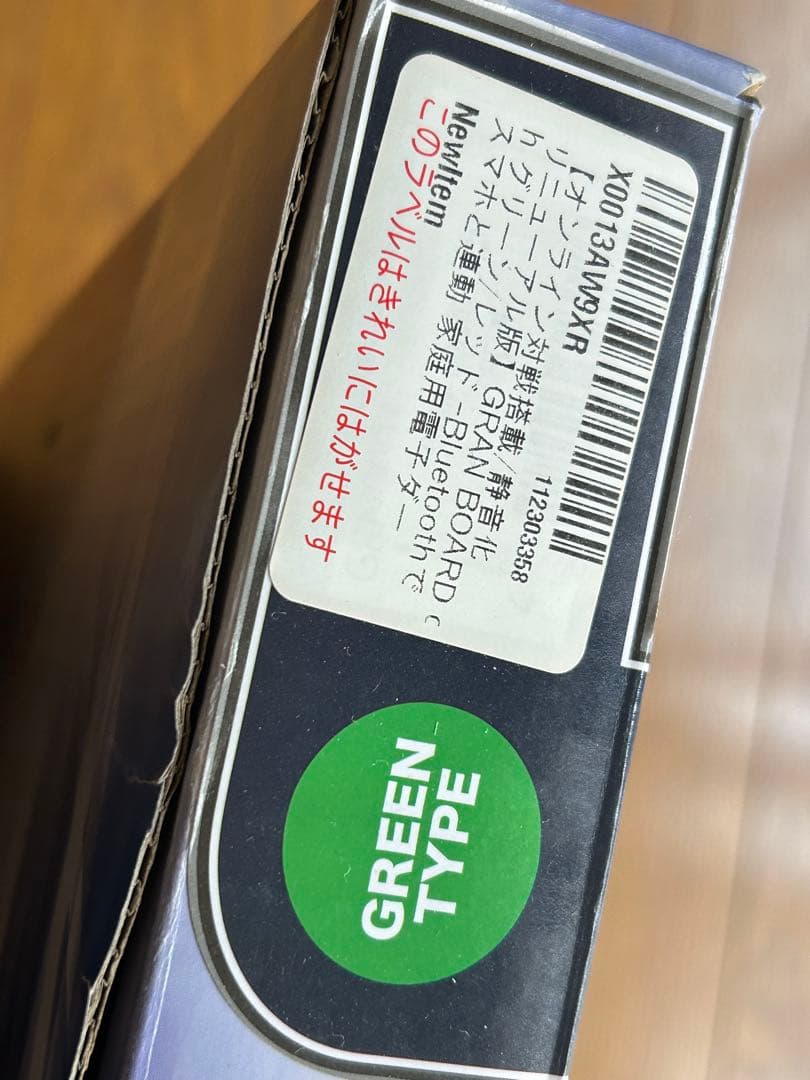 X0013AW9XR
112303358
【オンライン対戦搭載/静音化
リニューアル版】GRAN BOARD c
h グリーン/レッド -Bluetoothで
スマホと連動 家庭用電子ダー
NewItem
このラベルはきれいにはがせます
GREEN
TYPE